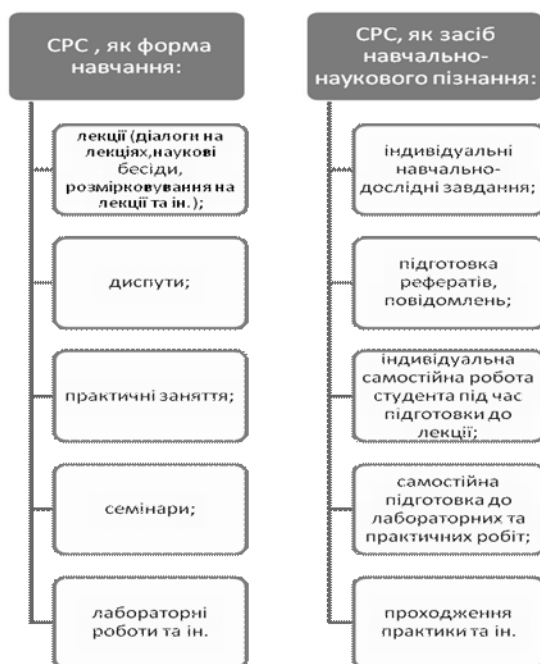 СРС , як форма
навчання:
лекції (діалоги на
лекціях,наукові
бесіди,
розмірковування на
лекції та ін.);
диспути;
практичні заняття;
семінари;
лабораторні
роботи та ін.
СРС, як засіб
навчально-
наукового пізнання:
індивідуальні
навчально-
дослідні завдання;
підготовка
рефератів,
повідомлень;
індивідуальна
самостійна робота
студента під час
підготовки до
лекції;
самостійна
підготовка до
лабораторних та
практичних робіт;
проходження
практики та ін.